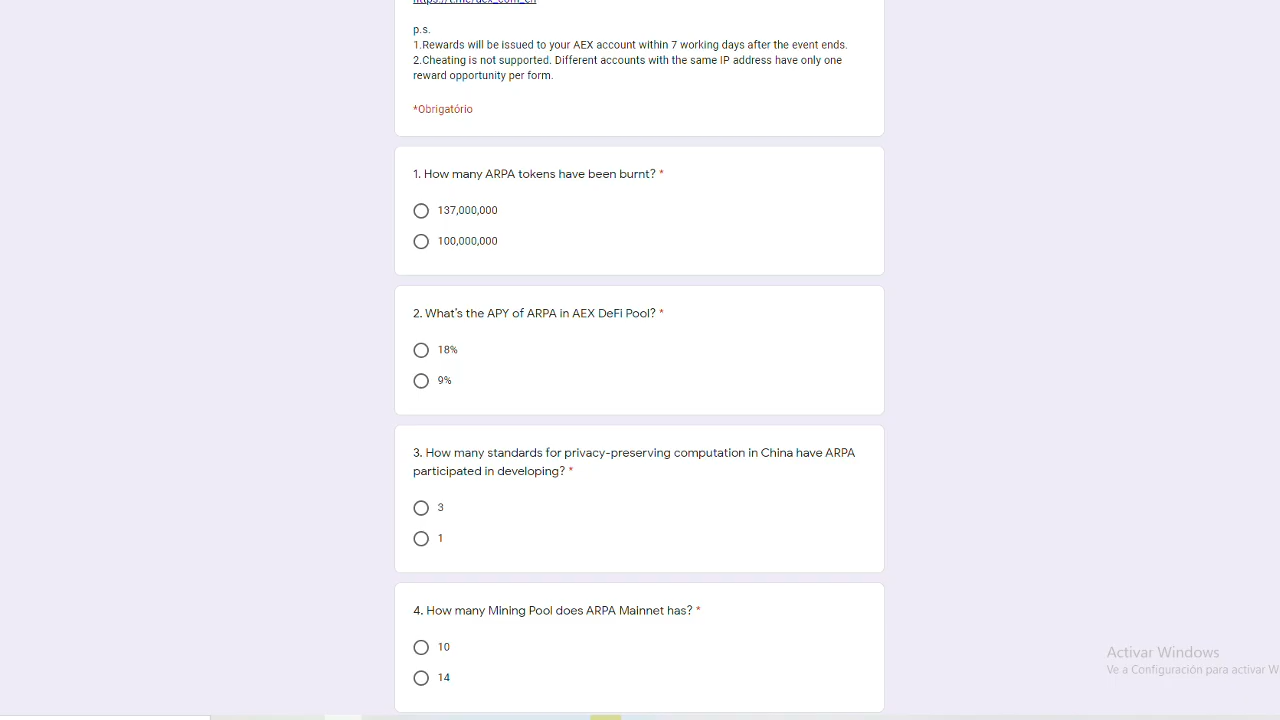 https://t.me/aex_com_en
p.s.
1.Rewards will be issued to your AEX account within 7 working days after the event ends.
2.Cheating is not supported. Different accounts with the same IP address have only one
reward opportunity per form.
*Obrigatório
1. How many ARPA tokens have been burnt? *
137,000,000
100,000,000
2. What's the APY of ARPA in AEX DeFi Pool? *
18%
9%
3. How many standards for privacy-preserving computation in China have ARPA
participated in developing? *
3
1
4. How many Mining Pool does ARPA Mainnet has? *
10
14
Activar Windows
Ve a Configuración para activar W